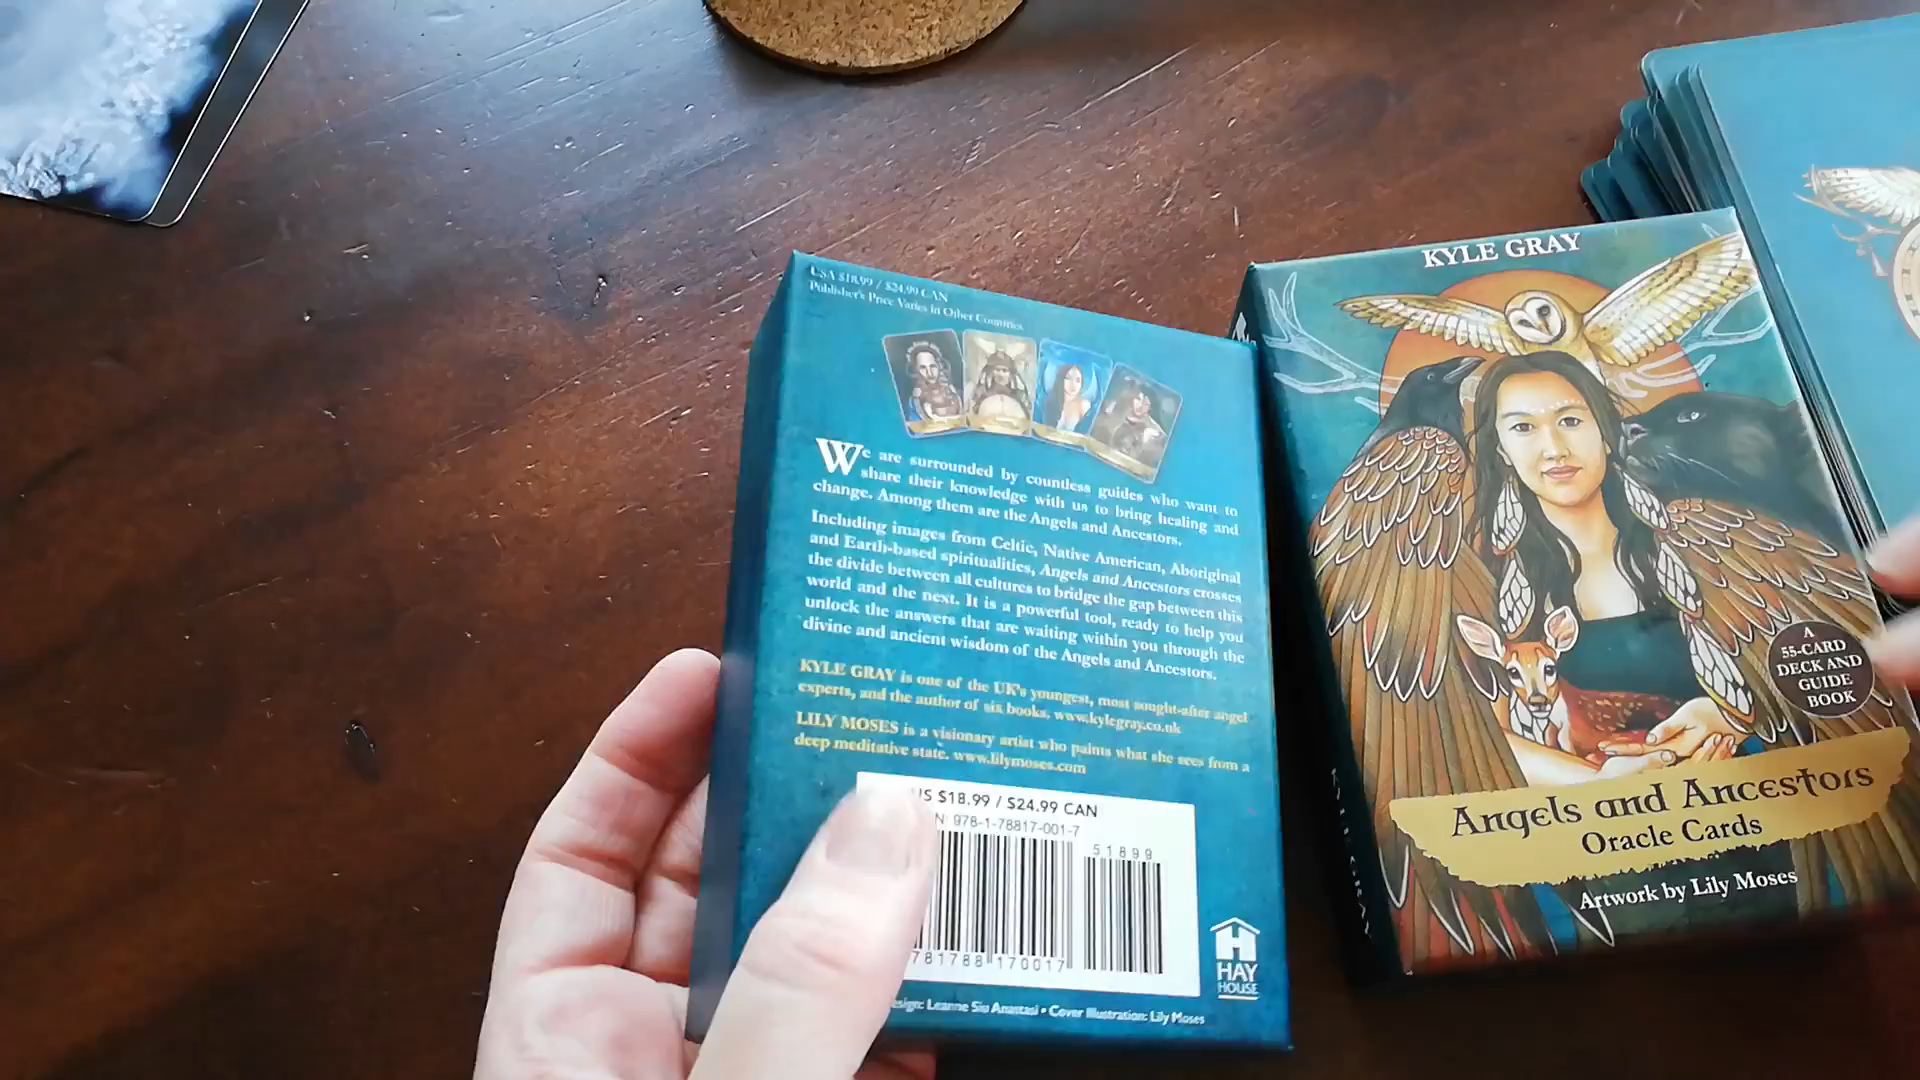 USA $18.99 / $24.99 CAN
Publisher's Price Varies in Other Countries
We are surrounded by countless guides who want to
share their knowledge with us to bring healing and
change. Among them are the Angels and Ancestors.
Including images from Celtic, Native American, Aboriginal
and Earth-based spiritualities, Angels and Ancestors crosses
the divide between all cultures to bridge the gap between this
world and the next. It is a powerful tool, ready to help you
unlock the answers that are waiting within you through the
divine and ancient wisdom of the Angels and Ancestors.
KYLE GRAY is one of the UK's youngest, most sought-after angel
experts, and the author of six books. www.kylegray.co.uk
LILY MOSES is a visionary artist who paints what she sees from a
deep meditative state. www.lilymoses.com
US $18.99 / $24.99 CAN
N: 978-1-78817-001-7
51899
781788 170017
HAY
HOUSE
esign: Leanne Siu Anastasi • Cover Illustration: Lily Moses
KYLE GRAY
A
55-CARD
DECK AND
GUIDE
BOOK
Angels and Ancestors
Oracle Cards
Artwork by Lily Moses
KYLE GRAY